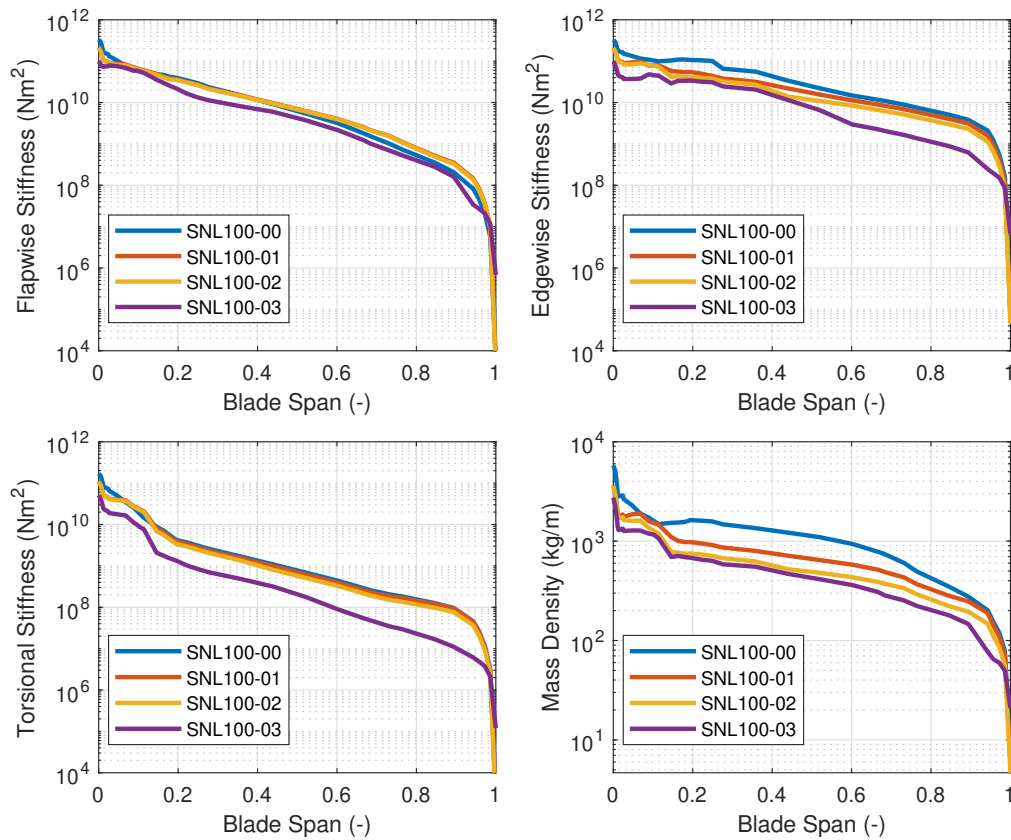 10^12
10^10
10^8
10^6
10^4
Flapwise Stiffness (Nm^2)
SNL100-00
SNL100-01
SNL100-02
SNL100-03
0 0.2 0.4 0.6 0.8 1
Blade Span (-)
10^12
10^10
10^8
10^6
10^4
Edgewise Stiffness (Nm^2)
SNL100-00
SNL100-01
SNL100-02
SNL100-03
0 0.2 0.4 0.6 0.8 1
Blade Span (-)
10^12
10^10
10^8
10^6
10^4
Torsional Stiffness (Nm^2)
SNL100-00
SNL100-01
SNL100-02
SNL100-03
0 0.2 0.4 0.6 0.8 1
Blade Span (-)
10^4
10^3
10^2
10^1
Mass Density (kg/m)
SNL100-00
SNL100-01
SNL100-02
SNL100-03
0 0.2 0.4 0.6 0.8 1
Blade Span (-)